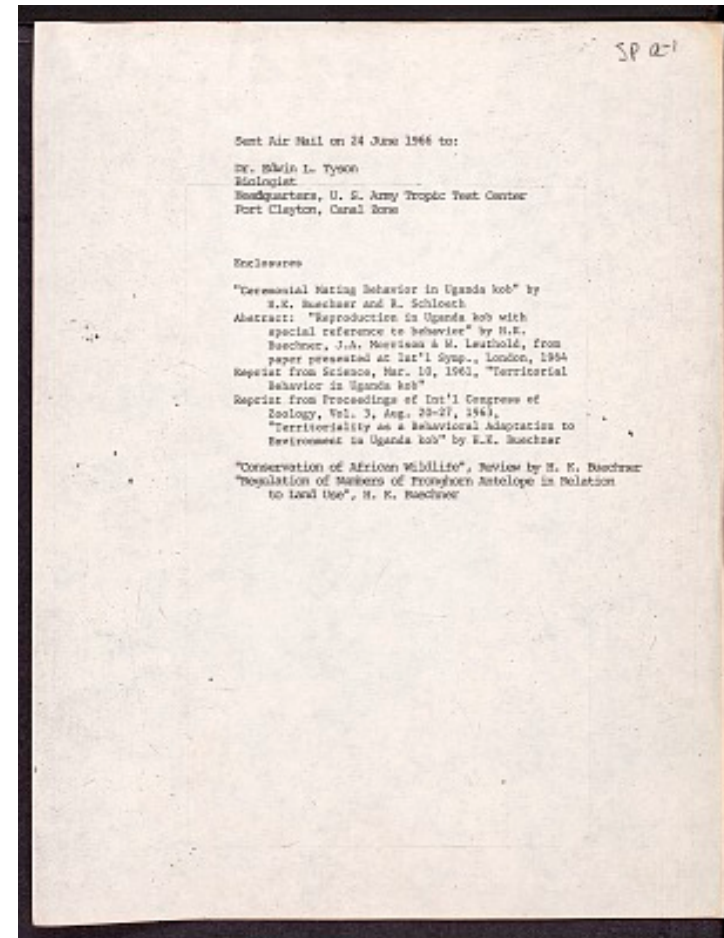 SP a-1
Sent Air Mail on 24 June 1966 to:
Dr. Edwin L. Tyson
Biologist
Headquarters, U. S. Army Tropic Test Center
Fort Clayton, Canal Zone
Enclosures
"Ceremonial Mating Behavior in Uganda kob" by
H.K. Buechner and R. Schloeth
Abstract: "Reproduction in Uganda kob with
special reference to behavior" by H.K.
Buechner, J.A. Morrison & W. Leuthold, from
paper presented at Int'l Symp., London, 1964
Reprint from Science, Mar. 10, 1961, "Territorial
Behavior in Uganda kob"
Reprint from Proceedings of Int'l Congress of
Zoology, Vol. 3, Aug. 20-27, 1963,
"Territoriality as a Behavioral Adaptation to
Environment in Uganda kob" by H.K. Buechner
"Conservation of African Wildlife", Review by H. K. Buechner
"Regulation of Numbers of Pronghorn Antelope in Relation
to Land Use", H. K. Buechner